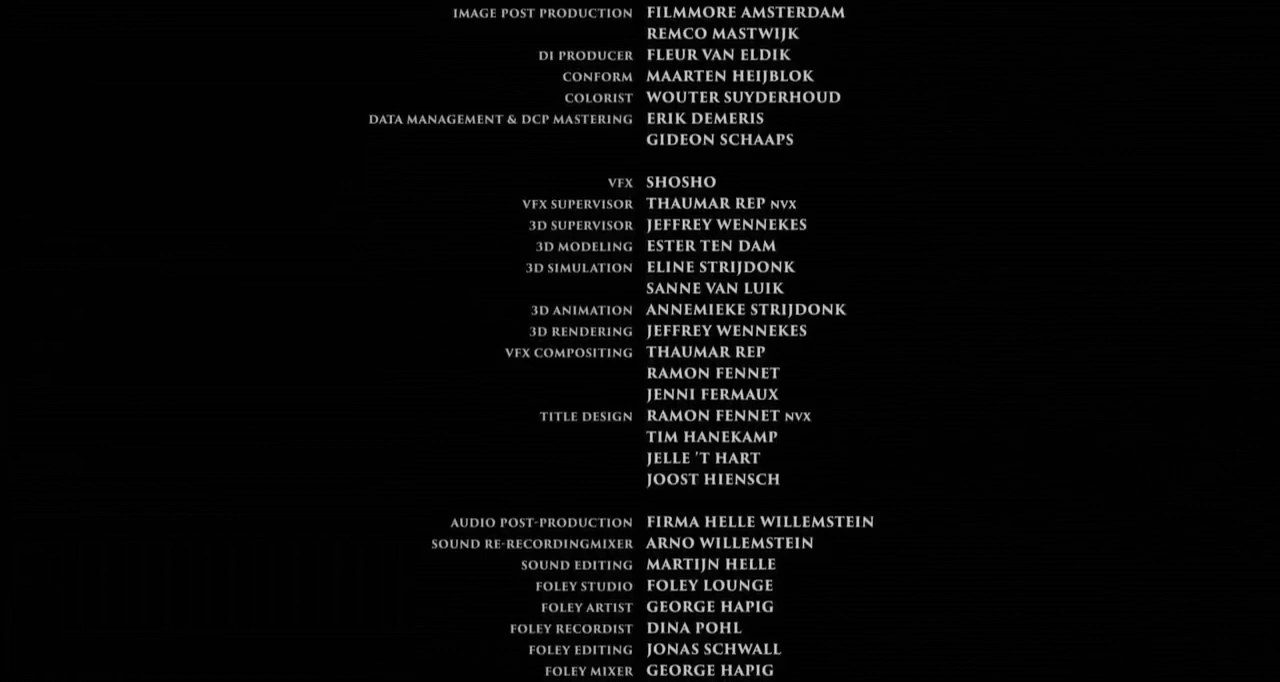 IMAGE POST PRODUCTION FILMMORE AMSTERDAM
REMCO MASTWIJK
DI PRODUCER FLEUR VAN ELDIK
CONFORM MAARTEN HEIJBLOK
COLORIST WOUTER SUYDERHOUD
DATA MANAGEMENT & DCP MASTERING ERIK DEMERIS
GIDEON SCHAAPS
VFX SHOSHO
VFX SUPERVISOR THAUMAR REP NVX
3D SUPERVISOR JEFFREY WENNEKES
3D MODELING ESTER TEN DAM
3D SIMULATION ELINE STRIJDONK
SANNE VAN LUIK
3D ANIMATION ANNEMIEKE STRIJDONK
3D RENDERING JEFFREY WENNEKES
VFX COMPOSITING THAUMAR REP
RAMON FENNET
JENNI FERMAUX
TITLE DESIGN RAMON FENNET NVX
TIM HANEKAMP
JELLE 'T HART
JOOST HIENSCH
AUDIO POST-PRODUCTION FIRMA HELLE WILLEMSTEIN
SOUND RE-RECORDINGMIXER ARNO WILLEMSTEIN
SOUND EDITING MARTIJN HELLE
FOLEY STUDIO FOLEY LOUNGE
FOLEY ARTIST GEORGE HAPIG
FOLEY RECORDIST DINA POHL
FOLEY EDITING JONAS SCHWALL
FOLEY MIXER GEORGE HAPIG